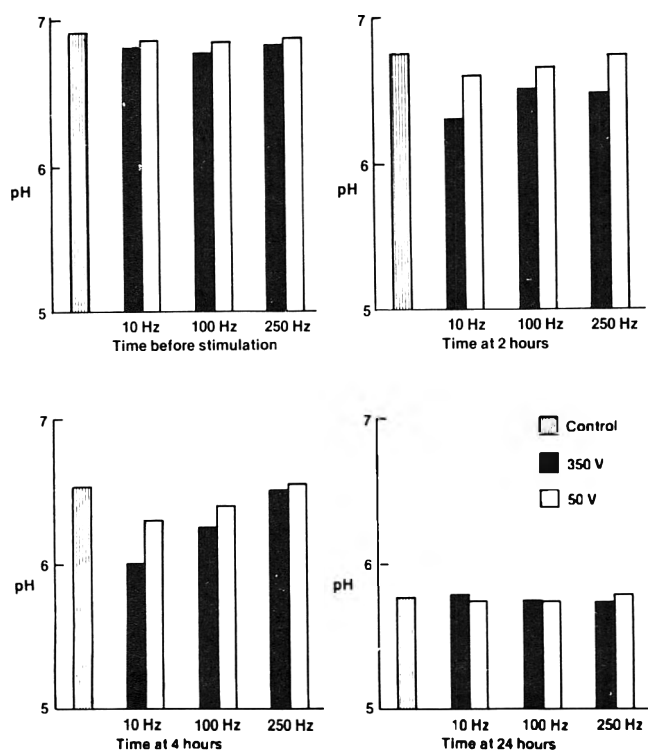 7
6
pH
5
10 Hz 100 Hz 250 Hz
Time before stimulation
7
6
pH
5
10 Hz 100 Hz 250 Hz
Time at 2 hours
7
6
pH
5
10 Hz 100 Hz 250 Hz
Time at 4 hours
7
Control
350 V
50 V
6
pH
5
10 Hz 100 Hz 250 Hz
Time at 24 hours